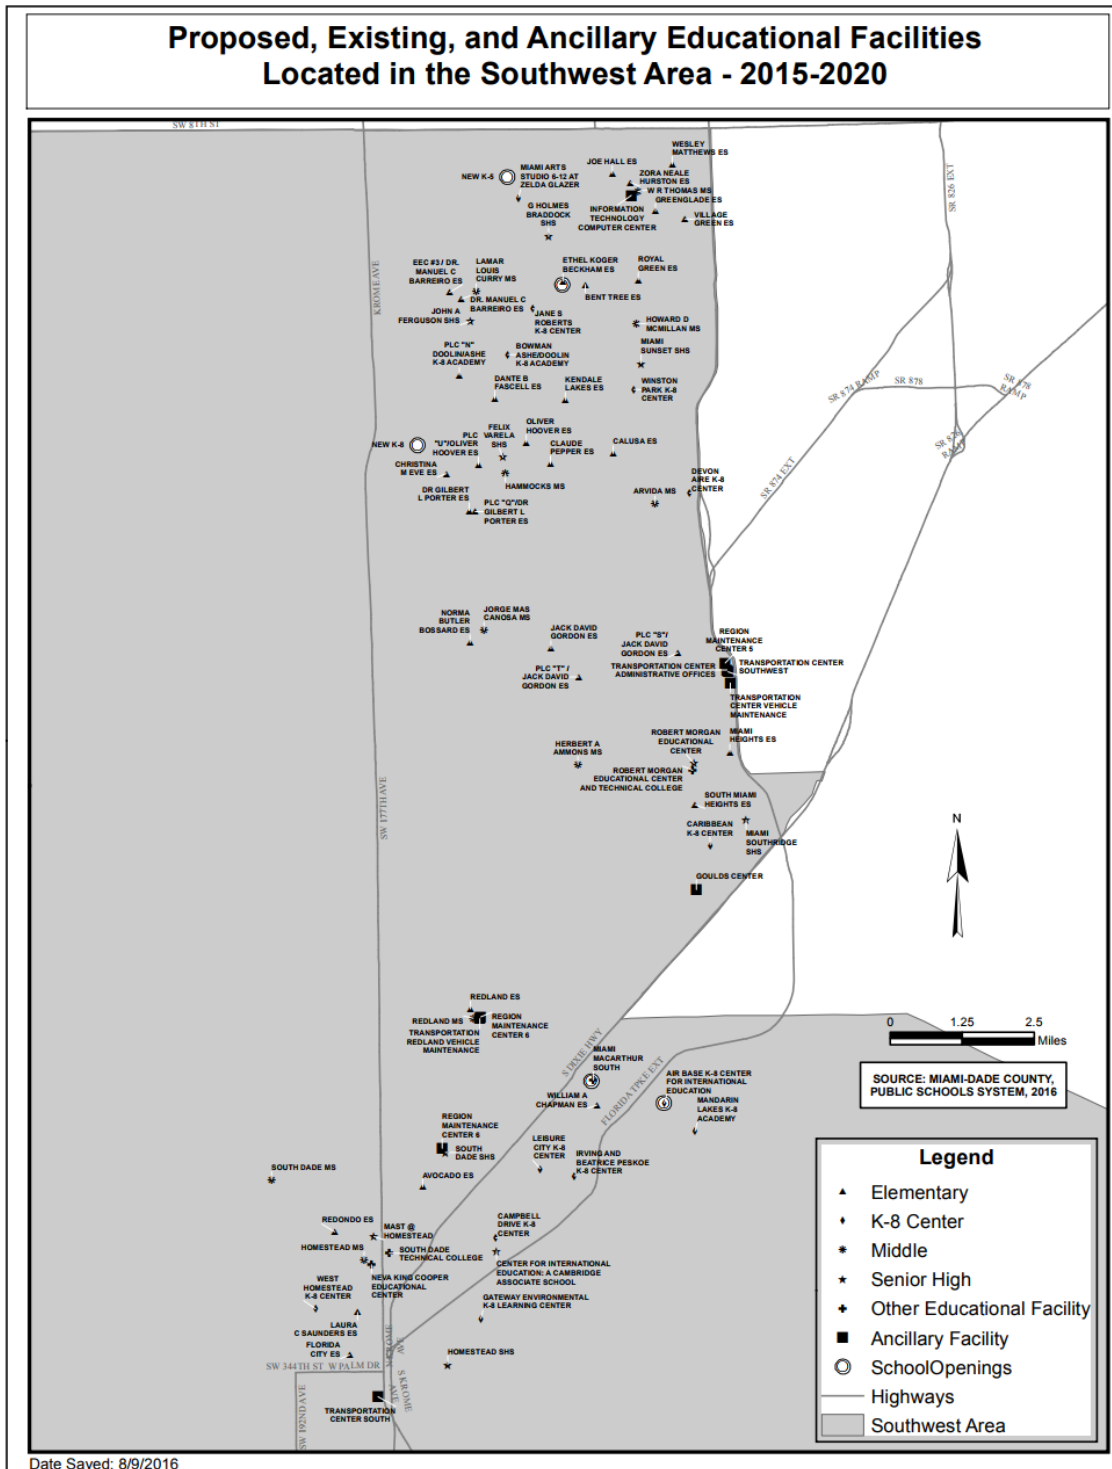 Proposed, Existing, and Ancillary Educational Facilities
Located in the Southwest Area - 2015-2020
SW 8TH ST
WESLEY
MATTHEWS ES
JOE HALL ES
MIAMI ARTS
STUDIO 6-12 AT
ZELDA GLAZER
NEW K-5
ZORA NEALE
HURSTON ES
W R THOMAS MS
GREENGLADE ES
G HOLMES
BRADDOCK
SHS
INFORMATION
TECHNOLOGY
COMPUTER CENTER
VILLAGE
GREEN ES
SR 826 EXT
KROME AVE
EEC #3 / DR.
MANUEL C
BARREIRO ES
LAMAR
LOUIS
CURRY MS
ETHEL KOGER
BECKHAM ES
ROYAL
GREEN ES
BENT TREE ES
DR. MANUEL C
BARREIRO ES
JOHN A
FERGUSON SHS
JANE S
ROBERTS
K-8 CENTER
HOWARD D
MCMILLAN MS
MIAMI
SUNSET SHS
PLC "N"
DOOLIN/ASHE
K-8 ACADEMY
BOWMAN
ASHE/DOOLIN
K-8 ACADEMY
DANTE B
FASCELL ES
KENDALE
LAKES ES
WINSTON
PARK K-8
CENTER
SR 874 RAMP
SR 878
SR 878
RAMP
SR 826
RAMP
SR 874 EXT
NEW K-8
PLC
"U"/OLIVER
HOOVER ES
FELIX
VARELA
SHS
OLIVER
HOOVER ES
CLAUDE
PEPPER ES
CALUSA ES
CHRISTINA
M EVE ES
HAMMOCKS MS
DEVON
AIRE K-8
CENTER
ARVIDA MS
DR GILBERT
L PORTER ES
PLC "Q"/DR
GILBERT L
PORTER ES
NORMA
BUTLER
BOSSARD ES
JORGE MAS
CANOSA MS
JACK DAVID
GORDON ES
PLC "S"/
JACK DAVID
GORDON ES
REGION
MAINTENANCE
CENTER 5
TRANSPORTATION CENTER
ADMINISTRATIVE OFFICES
TRANSPORTATION CENTER
SOUTHWEST
PLC "T" /
JACK DAVID
GORDON ES
TRANSPORTATION
CENTER VEHICLE
MAINTENANCE
SW 177TH AVE
HERBERT A
AMMONS MS
ROBERT MORGAN
EDUCATIONAL
CENTER
MIAMI
HEIGHTS ES
ROBERT MORGAN
EDUCATIONAL CENTER
AND TECHNICAL COLLEGE
SOUTH MIAMI
HEIGHTS ES
CARIBBEAN
K-8 CENTER
MIAMI
SOUTHRIDGE
SHS
GOULDS CENTER
N
REDLAND ES
REDLAND MS
TRANSPORTATION
REDLAND VEHICLE
MAINTENANCE
REGION
MAINTENANCE
CENTER 6
S DIXIE HWY
FLORIDA TPKE EXT
MIAMI
MACARTHUR
SOUTH
WILLIAM A
CHAPMAN ES
AIR BASE K-8 CENTER
FOR INTERNATIONAL
EDUCATION
MANDARIN
LAKES K-8
ACADEMY
0 1.25 2.5
Miles
SOURCE: MIAMI-DADE COUNTY,
PUBLIC SCHOOLS SYSTEM, 2016
REGION
MAINTENANCE
CENTER 6
SOUTH
DADE SHS
LEISURE
CITY K-8
CENTER
IRVING AND
BEATRICE PESKOE
K-8 CENTER
SOUTH DADE MS
AVOCADO ES
REDONDO ES
MAST @
HOMESTEAD
CAMPBELL
DRIVE K-8
CENTER
HOMESTEAD MS
SOUTH DADE
TECHNICAL COLLEGE
CENTER FOR INTERNATIONAL
EDUCATION: A CAMBRIDGE
ASSOCIATE SCHOOL
NEVA KING COOPER
EDUCATIONAL
CENTER
WEST
HOMESTEAD
K-8 CENTER
GATEWAY ENVIRONMENTAL
K-8 LEARNING CENTER
LAURA
C SAUNDERS ES
FLORIDA
CITY ES
HOMESTEAD SHS
SW 344TH ST W PALM DR
N KROME
AVE
S KROME
AVE
SW 192ND AVE
TRANSPORTATION
CENTER SOUTH
Legend
Elementary
K-8 Center
Middle
Senior High
Other Educational Facility
Ancillary Facility
SchoolOpenings
Highways
Southwest Area
Date Saved: 8/9/2016